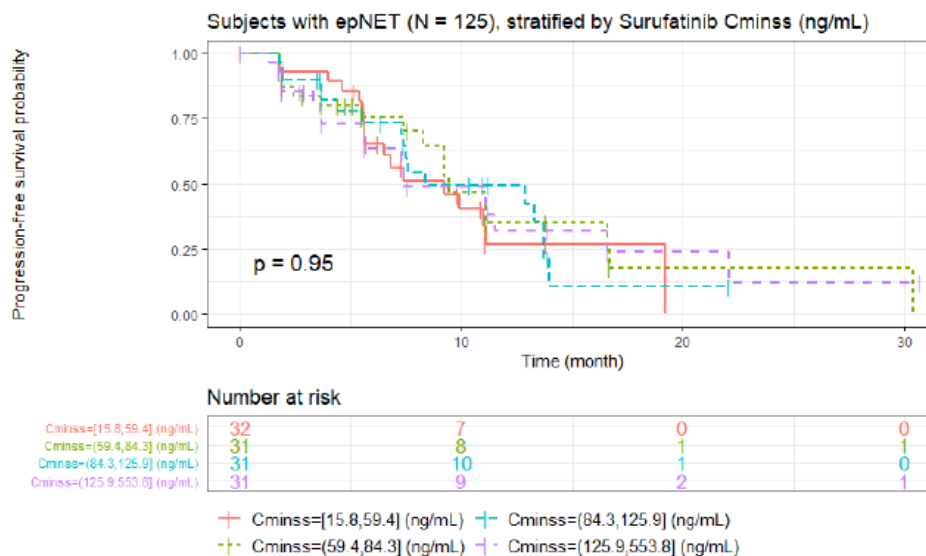 Subjects with epNET (N = 125), stratified by Surufatinib Cminss (ng/mL)
Progression-free survival probability
1.00
0.75
0.50
0.25
0.00
p = 0.95
0 10 20 30
Time (month)
Number at risk
Cminss=[15.8,59.4] (ng/mL) 32 7 0 0
Cminss=(59.4,84.3] (ng/mL) 31 8 1 1
Cminss=(84.3,125.9] (ng/mL) 31 10 1 0
Cminss=(125.9,553.8] (ng/mL) 31 9 2 1
Cminss=[15.8,59.4] (ng/mL) Cminss=(84.3,125.9] (ng/mL)
Cminss=(59.4,84.3] (ng/mL) Cminss=(125.9,553.8] (ng/mL)